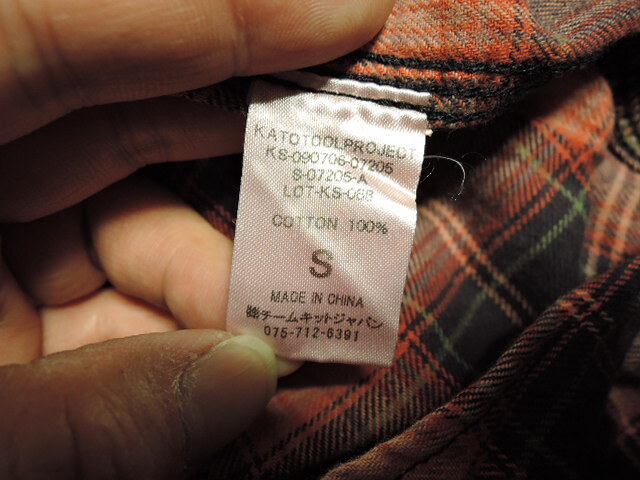 KATOTOOLPROJECT
KS-090706-07205
S-07205-A
LOT-KS-068
COTTON 100%
S
MADE IN CHINA
㈱チームキットジャパン
075-712-6391